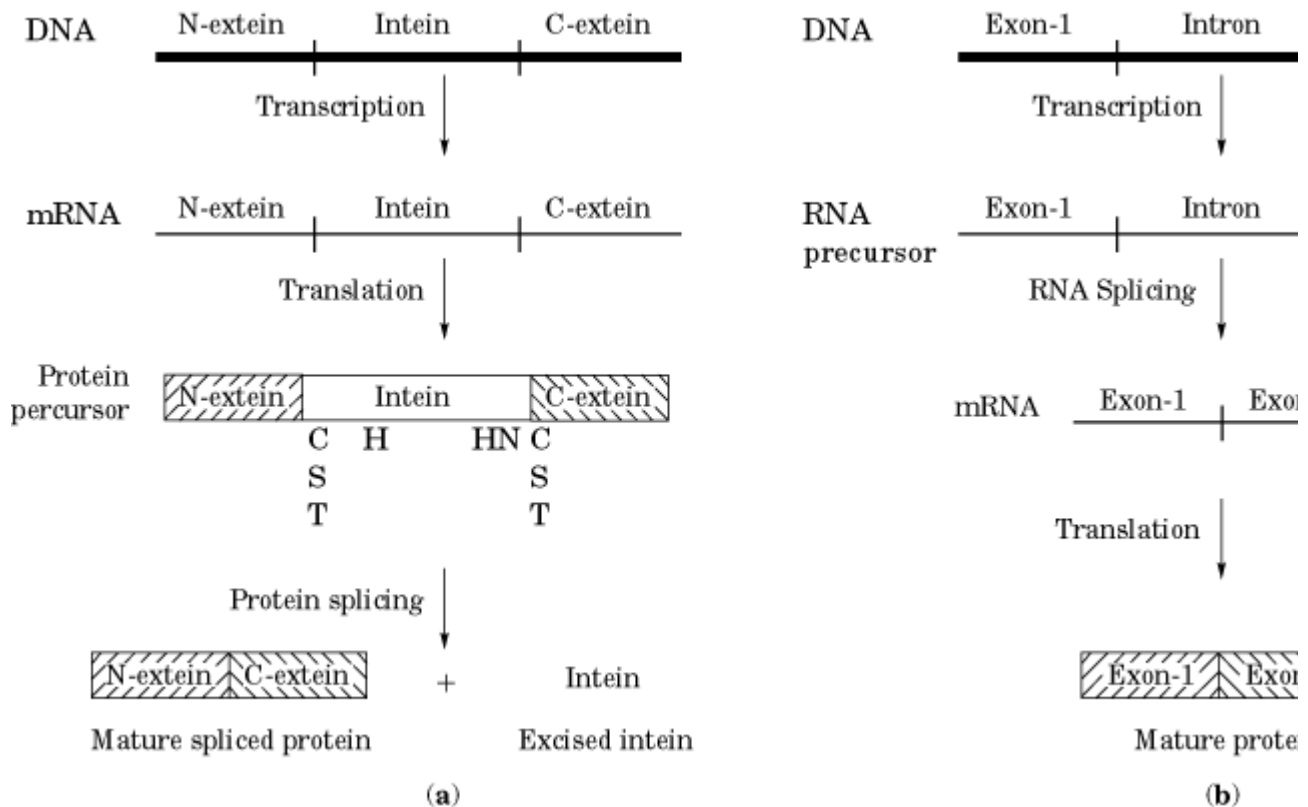 DNA
N-extein Intein C-extein
Transcription
mRNA
N-extein Intein C-extein
Translation
Protein
percursor
N-extein Intein C-extein
C H HN C
S S
T T
Protein splicing
N-extein C-extein + Intein
Mature spliced protein Excised intein
(a)
DNA
Exon-1 Intron
Transcription
RNA
precursor
Exon-1 Intron
RNA Splicing
mRNA
Exon-1
Translation
Exon-1
Mature
(b)